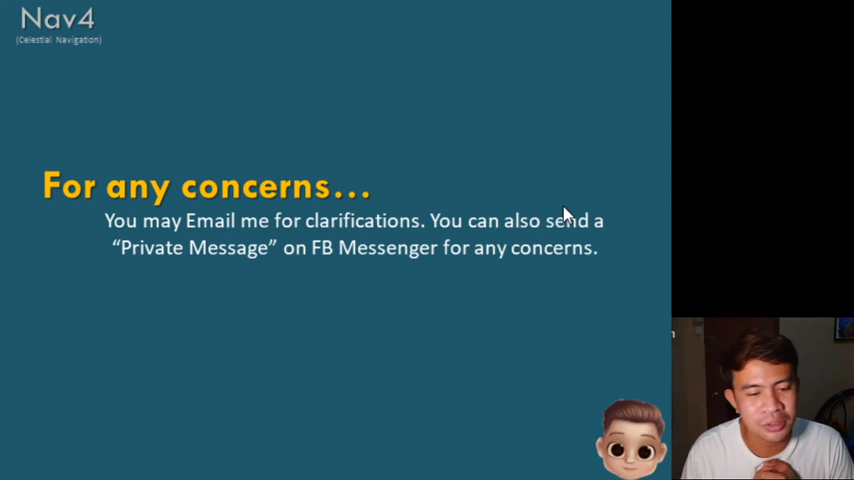 Nav4
(Celestial Navigation)
For any concerns...
You may Email me for clarifications. You can also send a
“Private Message” on FB Messenger for any concerns.